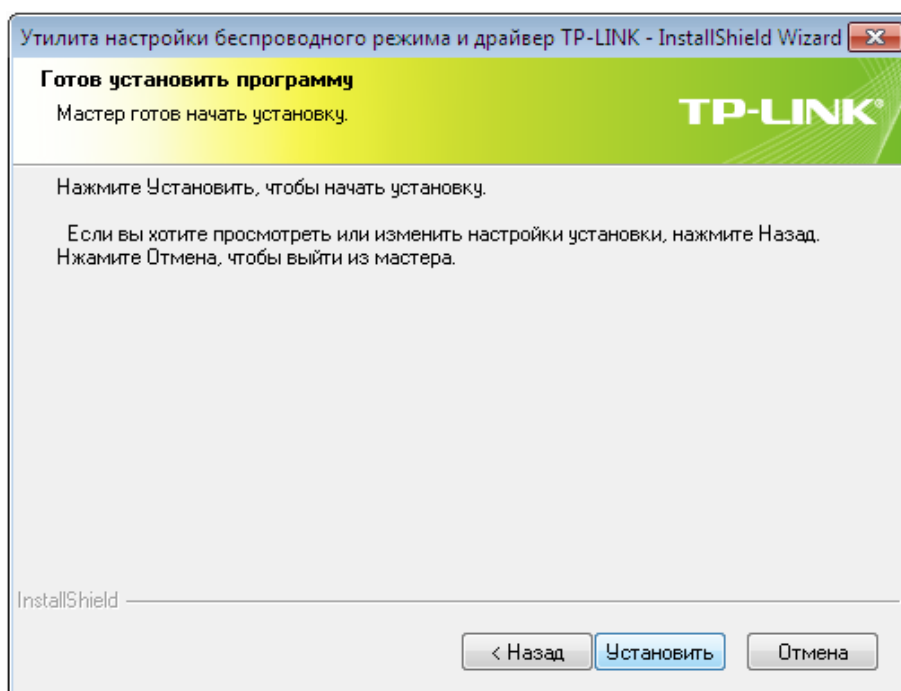 Утилита настройки беспроводного режима и драйвер TP-LINK - InstallShield Wizard
Готов установить программу
Мастер готов начать установку.
TP-LINK®
Нажмите Установить, чтобы начать установку.
Если вы хотите просмотреть или изменить настройки установки, нажмите Назад.
Нжамите Отмена, чтобы выйти из мастера.
InstallShield
< Назад
Установить
Отмена